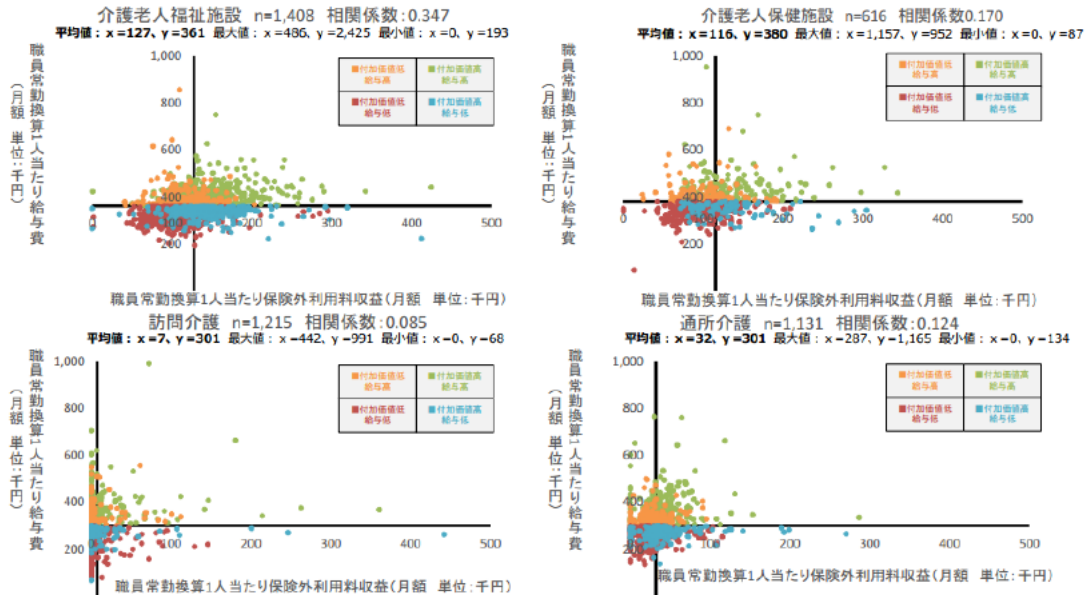 介護老人福祉施設 n=1,408 相関係数:0.347
平均値：x=127、y=361 最大値：x=486、y=2,425 最小値：x=0、y=193
職員常勤換算1人当たり給与費
（月額 単位:千円）
1,000
800
600
400
300
200
0
100
200
300
400
500
■付加価値低 給与高
■付加価値高 給与高
■付加価値低 給与低
■付加価値高 給与低
職員常勤換算1人当たり保険外利用料収益(月額 単位:千円)
介護老人保健施設 n=616 相関係数0.170
平均値：x=116、y=380 最大値：x=1,157、y=952 最小値：x=0、y=87
職員常勤換算1人当たり給与費
（月額 単位:千円）
1,000
800
600
400
200
0
100
200
300
400
500
■付加価値低 給与高
■付加価値高 給与高
■付加価値低 給与低
■付加価値高 給与低
職員常勤換算1人当たり保険外利用料収益(月額 単位:千円)
訪問介護 n=1,215 相関係数:0.085
平均値：x=7、y=301 最大値：x=442、y=991 最小値：x=0、y=68
職員常勤換算1人当たり給与費
（月額 単位:千円）
1,000
800
600
400
200
0
100
200
300
400
500
■付加価値低 給与高
■付加価値高 給与高
■付加価値低 給与低
■付加価値高 給与低
職員常勤換算1人当たり保険外利用料収益(月額 単位:千円)
通所介護 n=1,131 相関係数:0.124
平均値：x=32、y=301 最大値：x=287、y=1,165 最小値：x=0、y=134
職員常勤換算1人当たり給与費
（月額 単位:千円）
1,000
800
600
400
200
0
100
200
300
400
500
■付加価値低 給与高
■付加価値高 給与高
■付加価値低 給与低
■付加価値高 給与低
職員常勤換算1人当たり保険外利用料収益(月額 単位:千円)